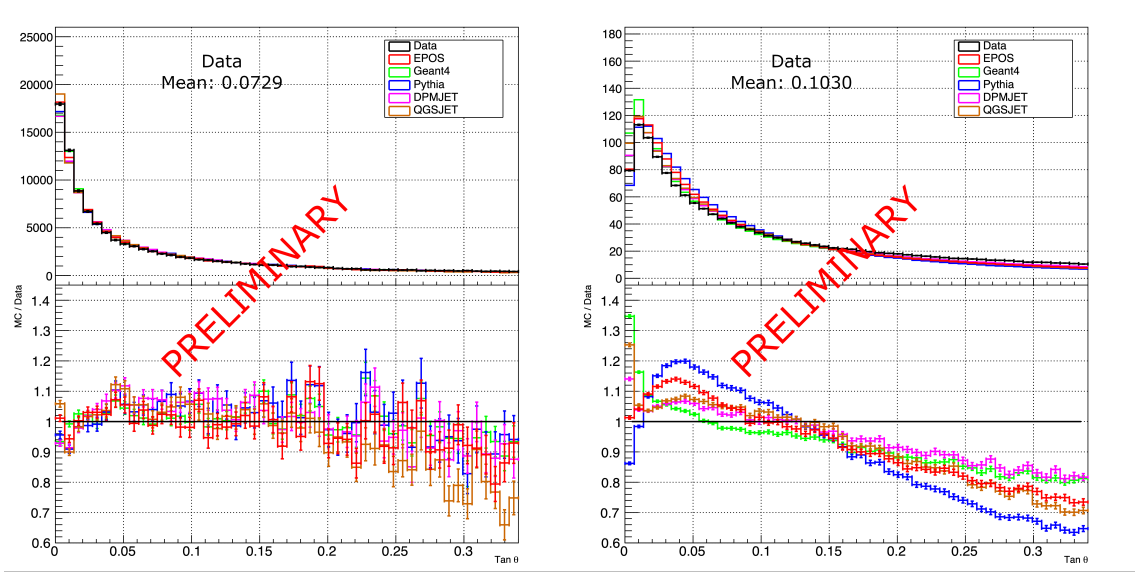 25000
20000
15000
10000
5000
0
Data
Mean: 0.0729
Data
EPOS
Geant4
Pythia
DPMJET
QGSJET
PRELIMINARY
MC / Data
1.4
1.3
1.2
1.1
1
0.9
0.8
0.7
0.6
0
0.05
0.1
0.15
0.2
0.25
0.3
Tan θ
180
160
140
120
100
80
60
40
20
0
Data
Mean: 0.1030
Data
EPOS
Geant4
Pythia
DPMJET
QGSJET
PRELIMINARY
MC / Data
1.4
1.3
1.2
1.1
1
0.9
0.8
0.7
0.6
0
0.05
0.1
0.15
0.2
0.25
0.3
Tan θ